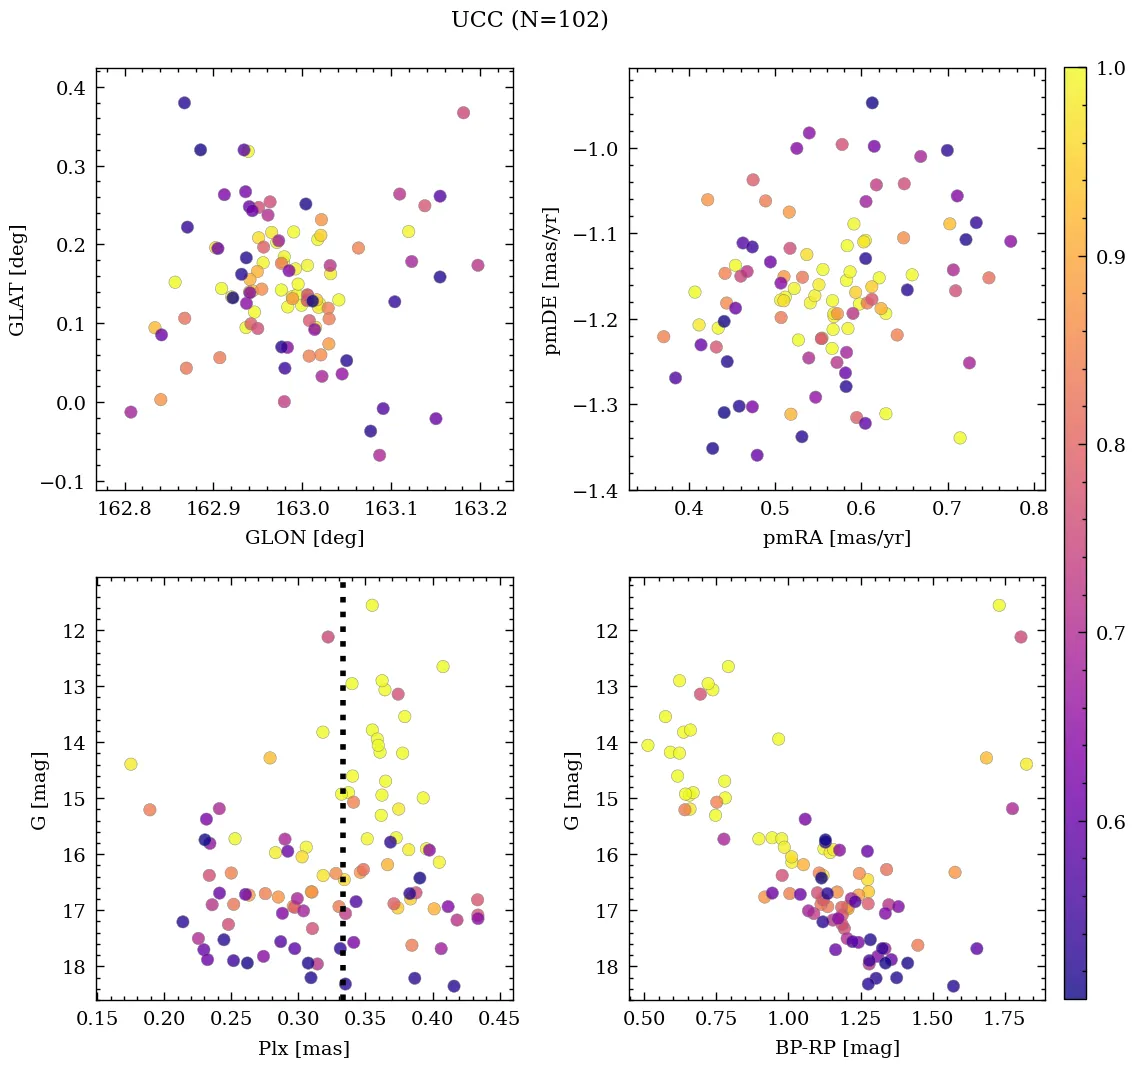 UCC (N=102)
0.4
0.3
0.2
0.1
0.0
−0.1
GLAT [deg]
162.8 162.9 163.0 163.1 163.2
GLON [deg]
−1.0
−1.1
−1.2
−1.3
−1.4
pmDE [mas/yr]
0.4 0.5 0.6 0.7 0.8
pmRA [mas/yr]
1.0
0.9
0.8
0.7
0.6
12
13
14
15
16
17
18
G [mag]
0.15 0.20 0.25 0.30 0.35 0.40 0.45
Plx [mas]
12
13
14
15
16
17
18
G [mag]
0.50 0.75 1.00 1.25 1.50 1.75
BP-RP [mag]